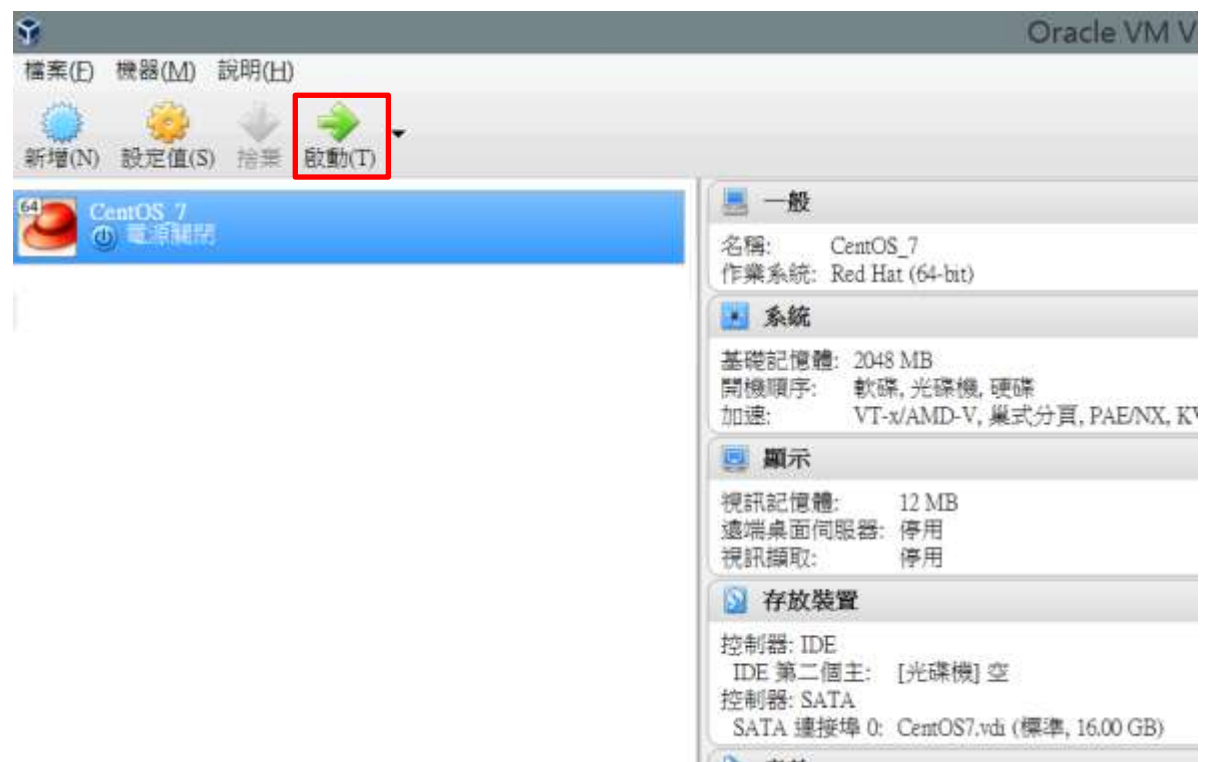 Oracle VM V
檔案(F) 機器(M) 說明(H)
新增(N) 設定值(S) 捨棄 啟動(T)
64
CentOS_7
電源關閉
一般
名稱: CentOS_7
作業系統: Red Hat (64-bit)
系統
基礎記憶體: 2048 MB
開機順序: 軟碟, 光碟機, 硬碟
加速: VT-x/AMD-V, 巢式分頁, PAE/NX, KV
顯示
視訊記憶體: 12 MB
遠端桌面伺服器: 停用
視訊擷取: 停用
存放裝置
控制器: IDE
IDE 第二個主: [光碟機] 空
控制器: SATA
SATA 連接埠 0: CentOS7.vdi (標準, 16.00 GB)